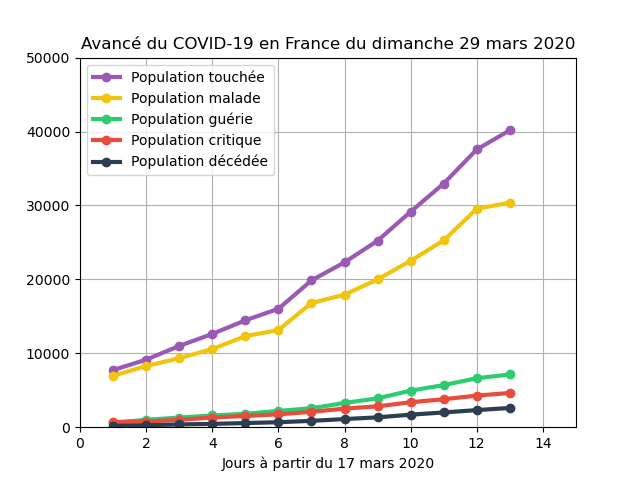 Avancé du COVID-19 en France du dimanche 29 mars 2020
50000
40000
30000
20000
10000
0
Population touchée
Population malade
Population guérie
Population critique
Population décédée
0 2 4 6 8 10 12 14
Jours à partir du 17 mars 2020